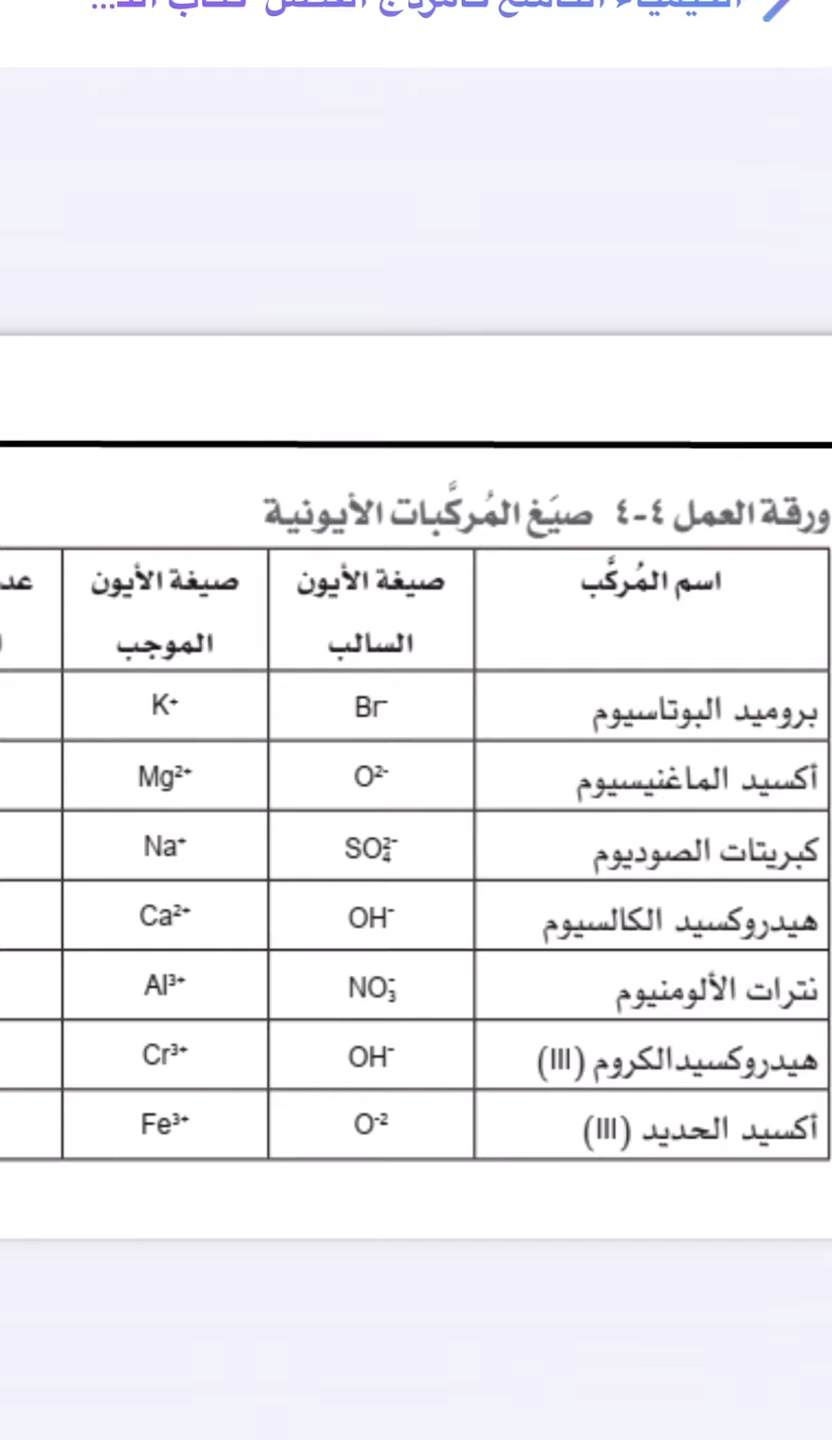 ورقة العمل ٤-٤ صيَغ المُركَّبات الأيونية
اسم المُركَّب صيغة الأيون السالب صيغة الأيون الموجب
بروميد البوتاسيوم Br⁻ K⁺
أكسيد الماغنيسيوم O²⁻ Mg²⁺
كبريتات الصوديوم SO₄²⁻ Na⁺
هيدروكسيد الكالسيوم OH⁻ Ca²⁺
نترات الألومنيوم NO₃⁻ Al³⁺
هيدروكسيدالكروم (III) OH⁻ Cr³⁺
أكسيد الحديد (III) O⁻² Fe³⁺